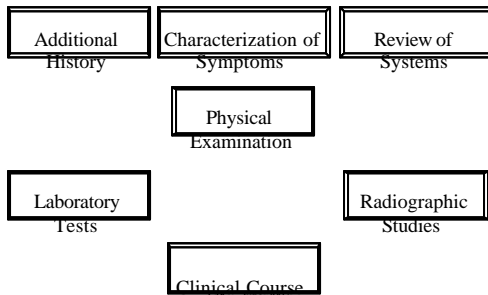 Additional
History
Characterization of
Symptoms
Review of
Systems
Physical
Examination
Laboratory
Tests
Radiographic
Studies
Clinical Course